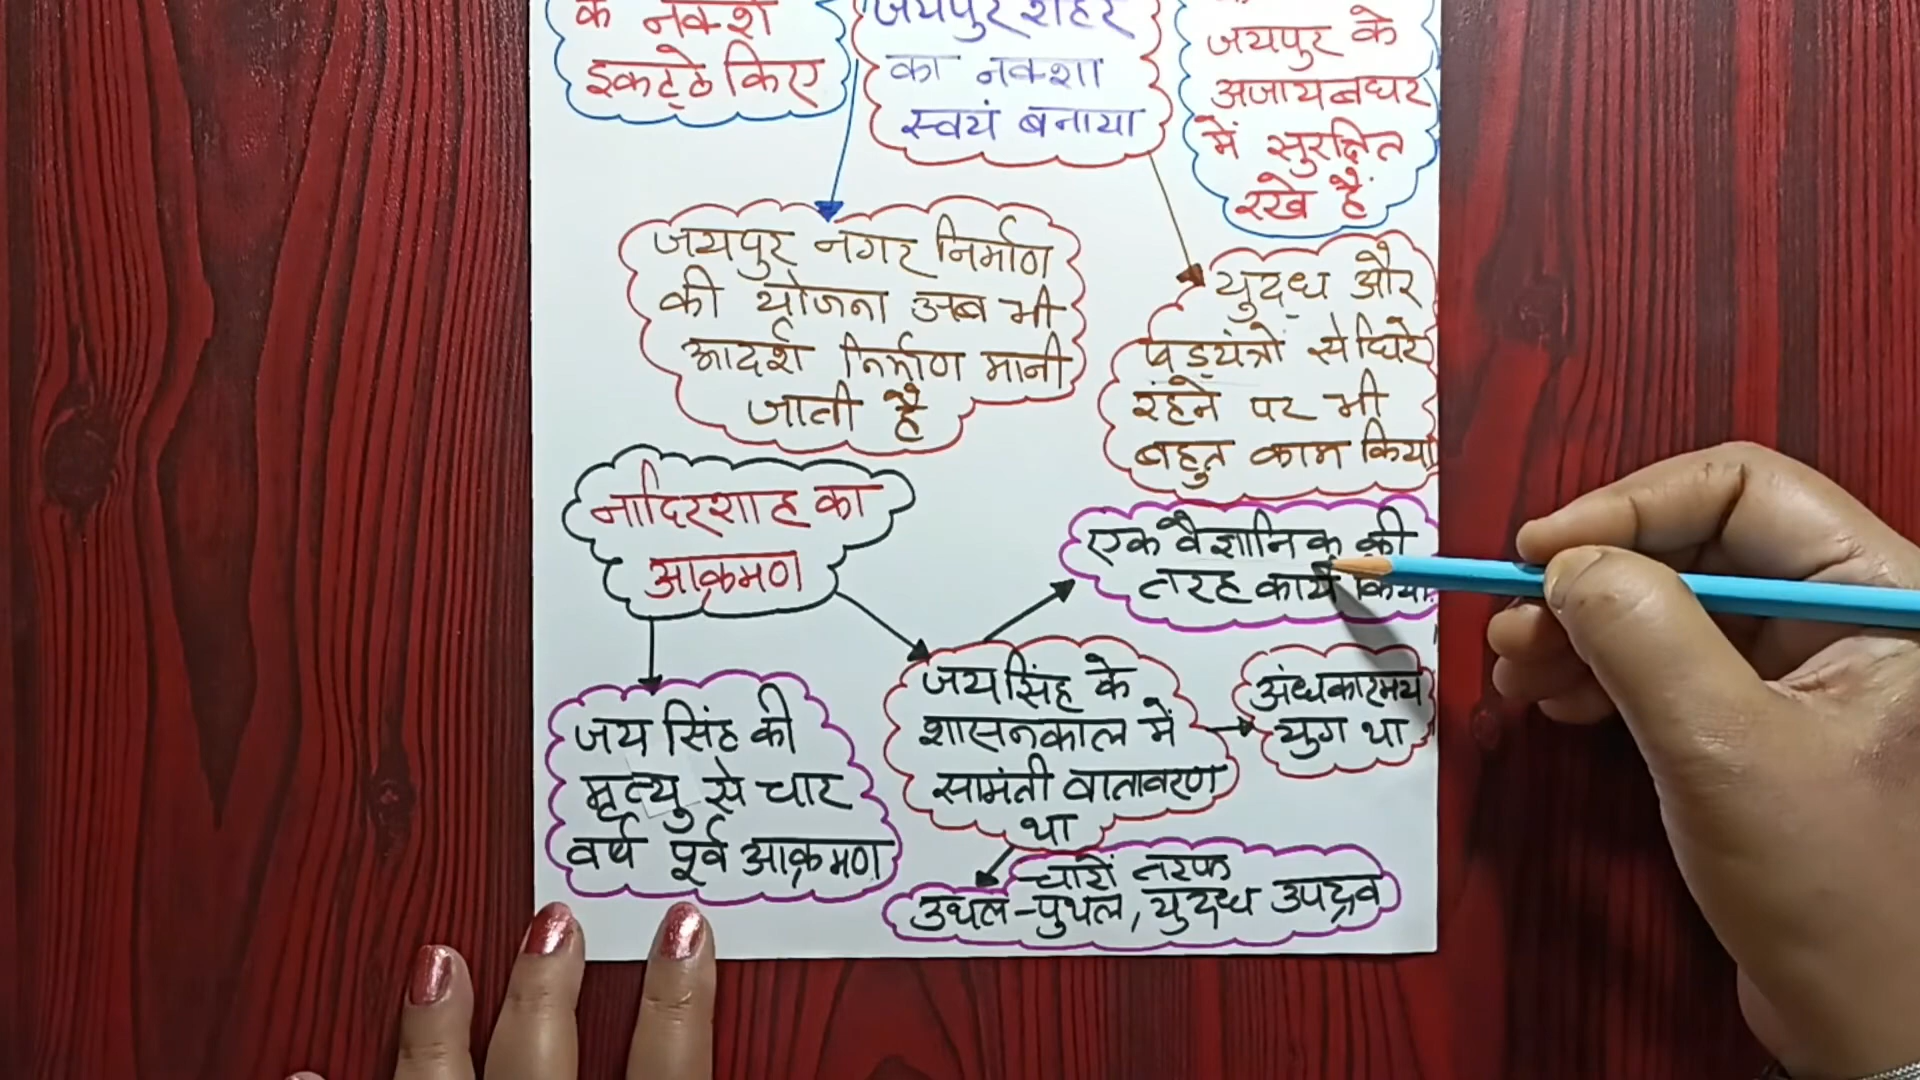 के नक्शे
इकट्ठे किए
जयपुर शहर
का नक्शा
स्वयं बनाया
जयपुर के
अजायबघर
में सुरक्षित
रखे हैं
जयपुर नगर निर्माण
की योजना अब भी
आदर्श निर्माण मानी
जाती है
युद्ध और
षड्यंत्रों से घिरे
रहने पर भी
बहुत काम किया
नादिरशाह का
आक्रमण
एक वैज्ञानिक की
तरह कार्य किया
जय सिंह की
मृत्यु से चार
वर्ष पूर्व आक्रमण
जयसिंह के
शासनकाल में
सामंती वातावरण
था
अंधकारमय
युग था
चारों तरफ
उथल-पुथल, युद्ध उपद्रव